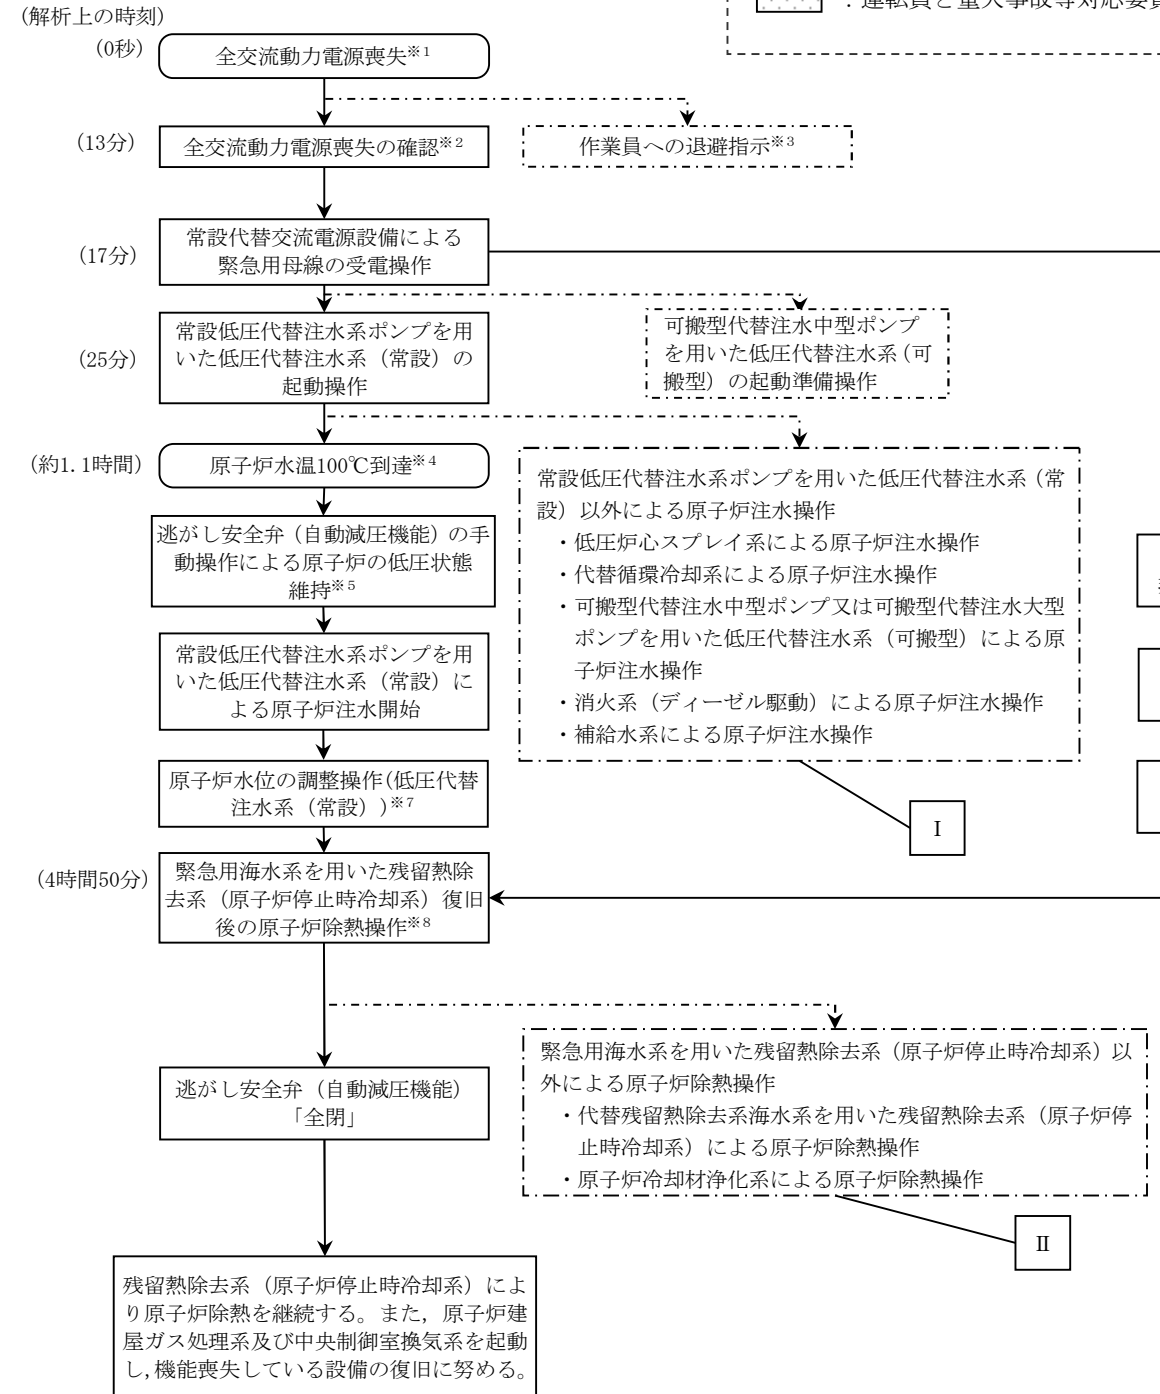 (解析上の時刻)
：運転員と重大事故等対応要員
(0秒)
全交流動力電源喪失※1
(13分)
全交流動力電源喪失の確認※2
作業員への退避指示※3
(17分)
常設代替交流電源設備による
緊急用母線の受電操作
(25分)
常設低圧代替注水系ポンプを用
いた低圧代替注水系（常設）の
起動操作
可搬型代替注水中型ポンプ
を用いた低圧代替注水系（可
搬型）の起動準備操作
(約1.1時間)
原子炉水温100℃到達※4
逃がし安全弁（自動減圧機能）の手
動操作による原子炉の低圧状態
維持※5
常設低圧代替注水系ポンプを用
いた低圧代替注水系（常設）に
よる原子炉注水開始
原子炉水位の調整操作(低圧代替
注水系（常設）)※7
常設低圧代替注水系ポンプを用いた低圧代替注水系（常
設）以外による原子炉注水操作
・低圧炉心スプレイ系による原子炉注水操作
・代替循環冷却系による原子炉注水操作
・可搬型代替注水中型ポンプ又は可搬型代替注水大型
ポンプを用いた低圧代替注水系（可搬型）による原
子炉注水操作
・消火系（ディーゼル駆動）による原子炉注水操作
・補給水系による原子炉注水操作
Ⅰ
(4時間50分)
緊急用海水系を用いた残留熱除
去系（原子炉停止時冷却系）復旧
後の原子炉除熱操作※8
緊急用海水系を用いた残留熱除去系（原子炉停止時冷却系）以
外による原子炉除熱操作
・代替残留熱除去系海水系を用いた残留熱除去系（原子炉停
止時冷却系）による原子炉除熱操作
・原子炉冷却材浄化系による原子炉除熱操作
Ⅱ
逃がし安全弁（自動減圧機能）
「全閉」
残留熱除去系（原子炉停止時冷却系）によ
り原子炉除熱を継続する。また，原子炉建
屋ガス処理系及び中央制御室換気系を起動
し,機能喪失している設備の復旧に努める。